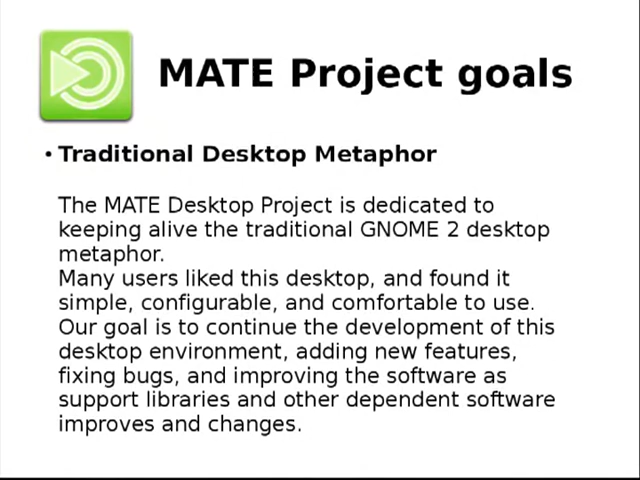 MATE Project goals
• Traditional Desktop Metaphor
The MATE Desktop Project is dedicated to
keeping alive the traditional GNOME 2 desktop
metaphor.
Many users liked this desktop, and found it
simple, configurable, and comfortable to use.
Our goal is to continue the development of this
desktop environment, adding new features,
fixing bugs, and improving the software as
support libraries and other dependent software
improves and changes.